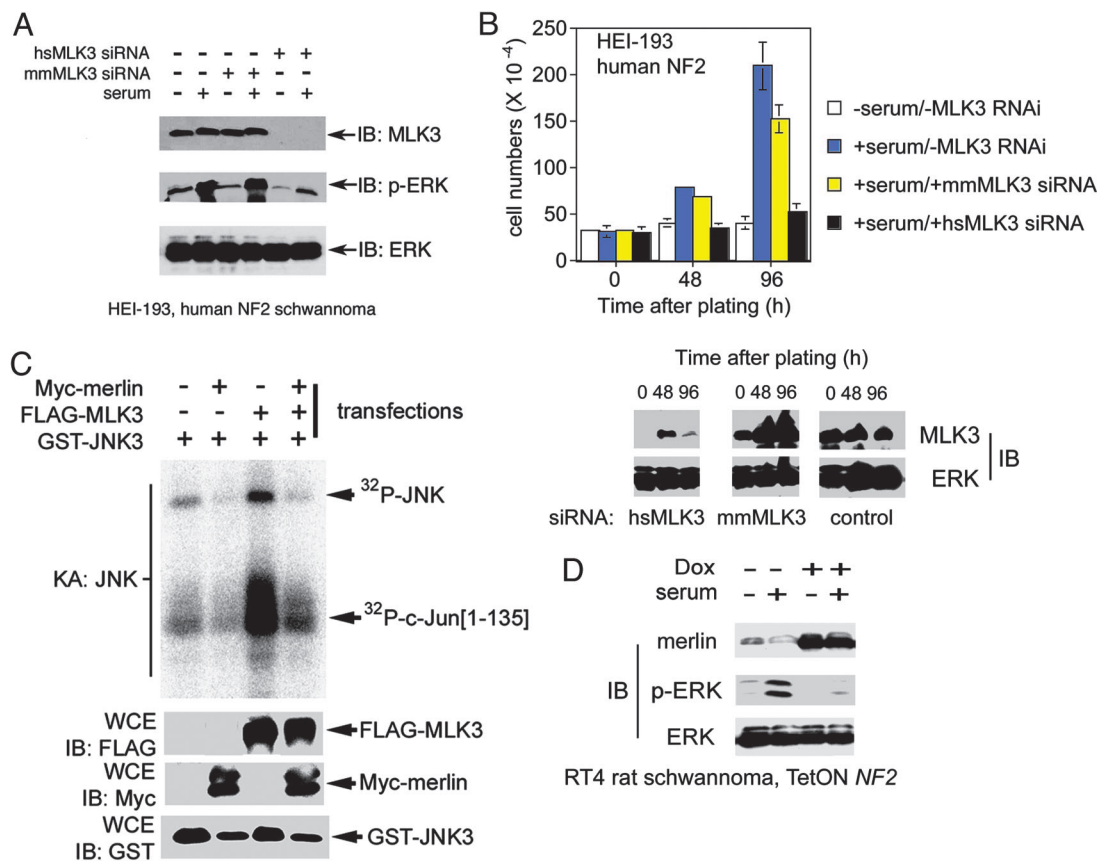 A
hsMLK3 siRNA - - - - + +
mmMLK3 siRNA - - + + - -
serum - + - + - +
IB: MLK3
IB: p-ERK
IB: ERK
HEI-193, human NF2 schwannoma
B
HEI-193
human NF2
cell numbers (X 10⁻⁴)
250
200
150
100
50
0
0 48 96
Time after plating (h)
-serum/-MLK3 RNAi
+serum/-MLK3 RNAi
+serum/+mmMLK3 siRNA
+serum/+hsMLK3 siRNA
Time after plating (h)
0 48 96 0 48 96 0 48 96
MLK3
ERK
IB
siRNA: hsMLK3 mmMLK3 control
C
Myc-merlin - + - +
FLAG-MLK3 - - + +
GST-JNK3 + + + +
transfections
³²P-JNK
KA: JNK
³²P-c-Jun[1-135]
WCE
IB: FLAG
FLAG-MLK3
WCE
IB: Myc
Myc-merlin
WCE
IB: GST
GST-JNK3
D
Dox - - + +
serum - + - +
merlin
IB
p-ERK
ERK
RT4 rat schwannoma, TetON NF2